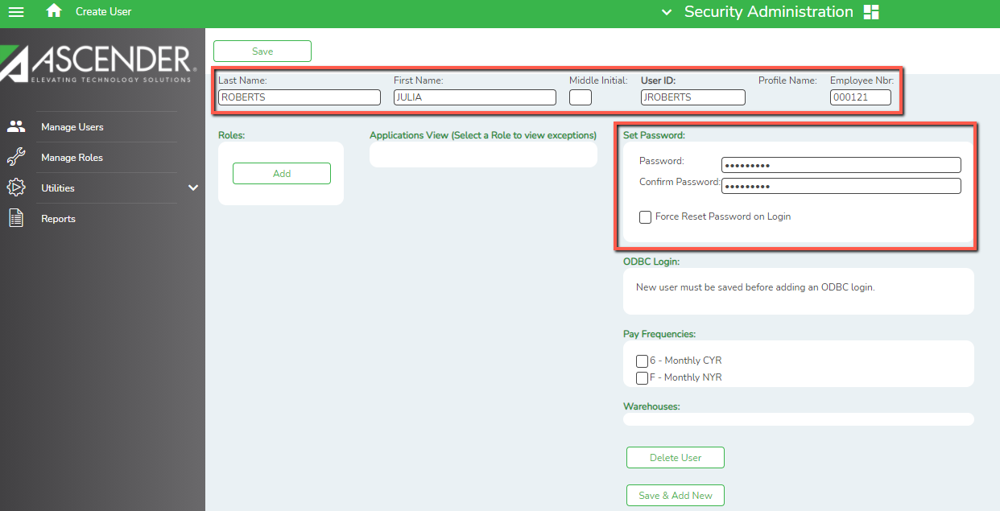 Create User
Security Administration
ASCENDER
ELEVATING TECHNOLOGY SOLUTIONS
Manage Users
Manage Roles
Utilities
Reports
Save
Last Name: First Name: Middle Initial: User ID: Profile Name: Employee Nbr:
ROBERTS JULIA JROBERTS 000121
Roles:
Add
Applications View (Select a Role to view exceptions)
Set Password:
Password: •••••••••
Confirm Password: •••••••••
Force Reset Password on Login
ODBC Login:
New user must be saved before adding an ODBC login.
Pay Frequencies:
6 - Monthly CYR
F - Monthly NYR
Warehouses:
Delete User
Save & Add New